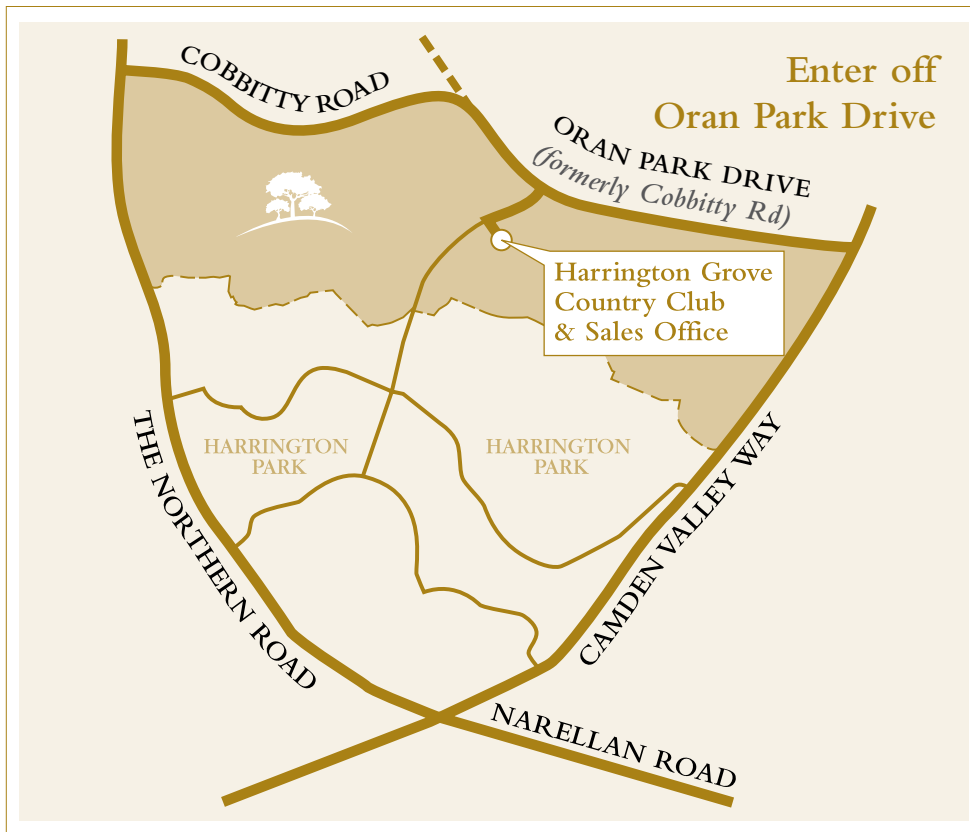 Enter off
Oran Park Drive
COBBITTY ROAD
ORAN PARK DRIVE
(formerly Cobbitty Rd)
Harrington Grove
Country Club
& Sales Office
HARRINGTON
PARK
HARRINGTON
PARK
THE NORTHERN ROAD
CAMDEN VALLEY WAY
NARELLAN ROAD